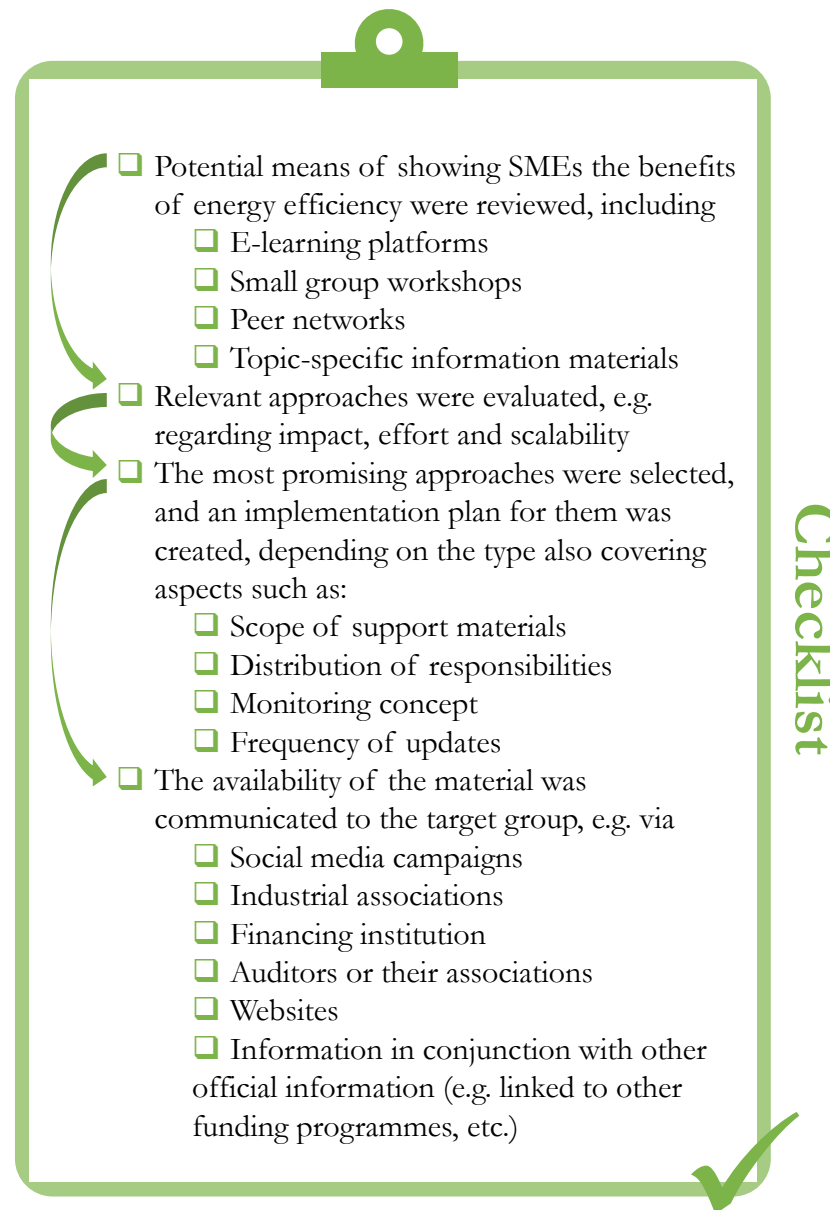 ❑ Potential means of showing SMEs the benefits
of energy efficiency were reviewed, including
❑ E-learning platforms
❑ Small group workshops
❑ Peer networks
❑ Topic-specific information materials
❑ Relevant approaches were evaluated, e.g.
regarding impact, effort and scalability
❑ The most promising approaches were selected,
and an implementation plan for them was
created, depending on the type also covering
aspects such as:
❑ Scope of support materials
❑ Distribution of responsibilities
❑ Monitoring concept
❑ Frequency of updates
❑ The availability of the material was
communicated to the target group, e.g. via
❑ Social media campaigns
❑ Industrial associations
❑ Financing institution
❑ Auditors or their associations
❑ Websites
❑ Information in conjunction with other
official information (e.g. linked to other
funding programmes, etc.)
Checklist